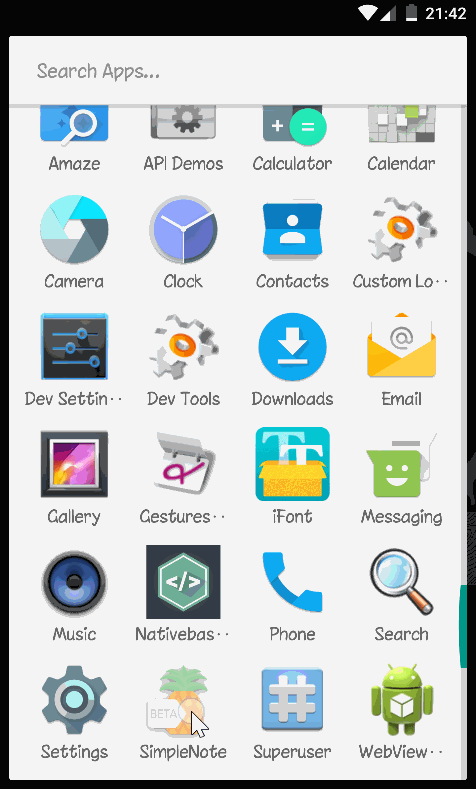 21:42
Search Apps...
Amaze API Demos Calculator Calendar
Camera Clock Contacts Custom Lo··
Dev Settin·· Dev Tools Downloads Email
Gallery Gestures·· iFont Messaging
Music Nativebas·· Phone Search
BETA
Settings SimpleNote Superuser WebView··